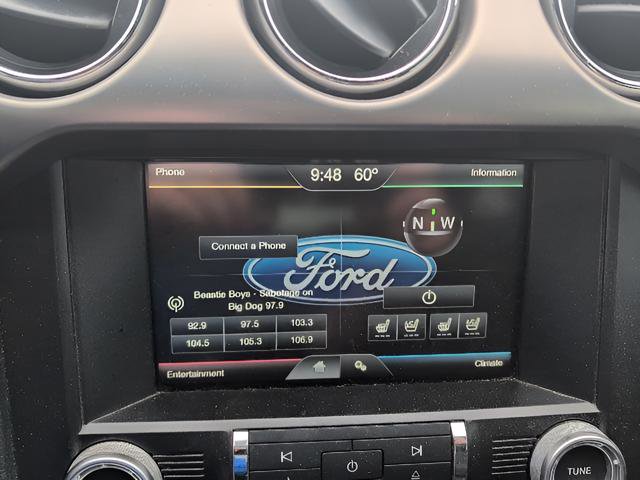 Phone 9:48 60° Information
N W
Connect a Phone
Ford
Beastie Boys - Sabotage on
Big Dog 97.9
92.9 97.5 103.3
104.5 105.3 106.9
Entertainment Climate
TUNE